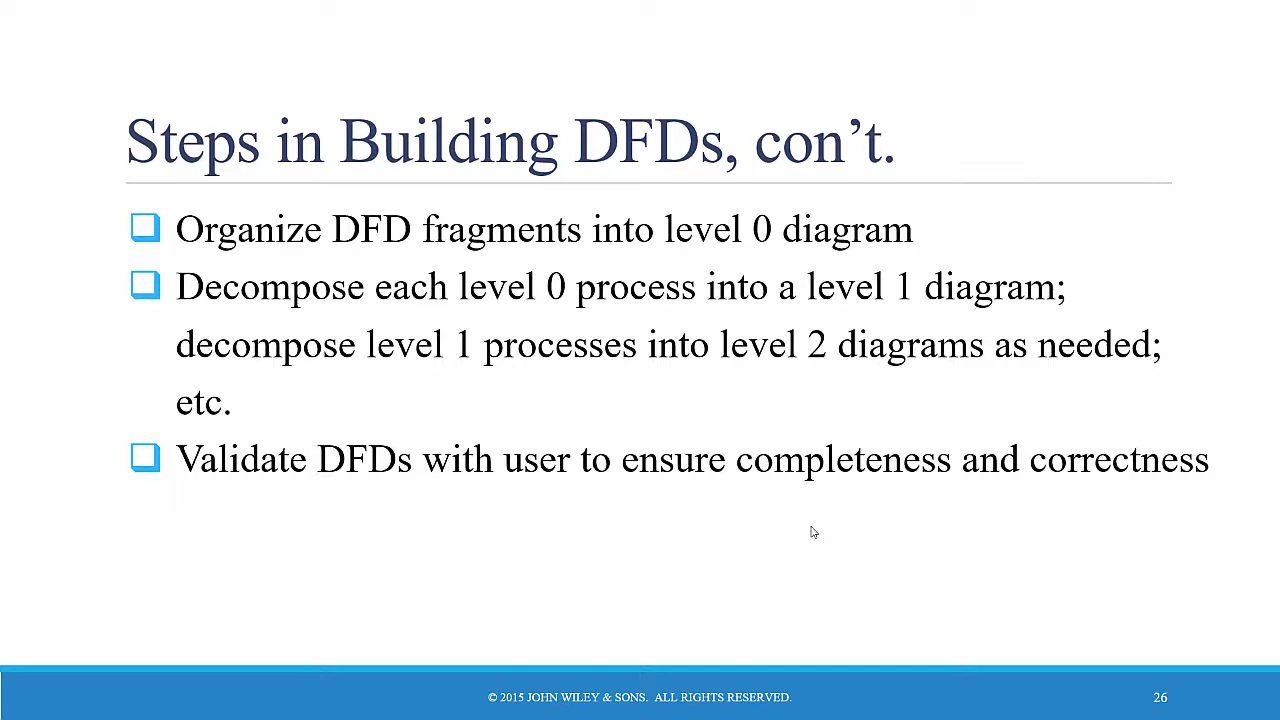 Steps in Building DFDs, con’t.
Organize DFD fragments into level 0 diagram
Decompose each level 0 process into a level 1 diagram;
decompose level 1 processes into level 2 diagrams as needed;
etc.
Validate DFDs with user to ensure completeness and correctness
© 2015 JOHN WILEY & SONS. ALL RIGHTS RESERVED.
26